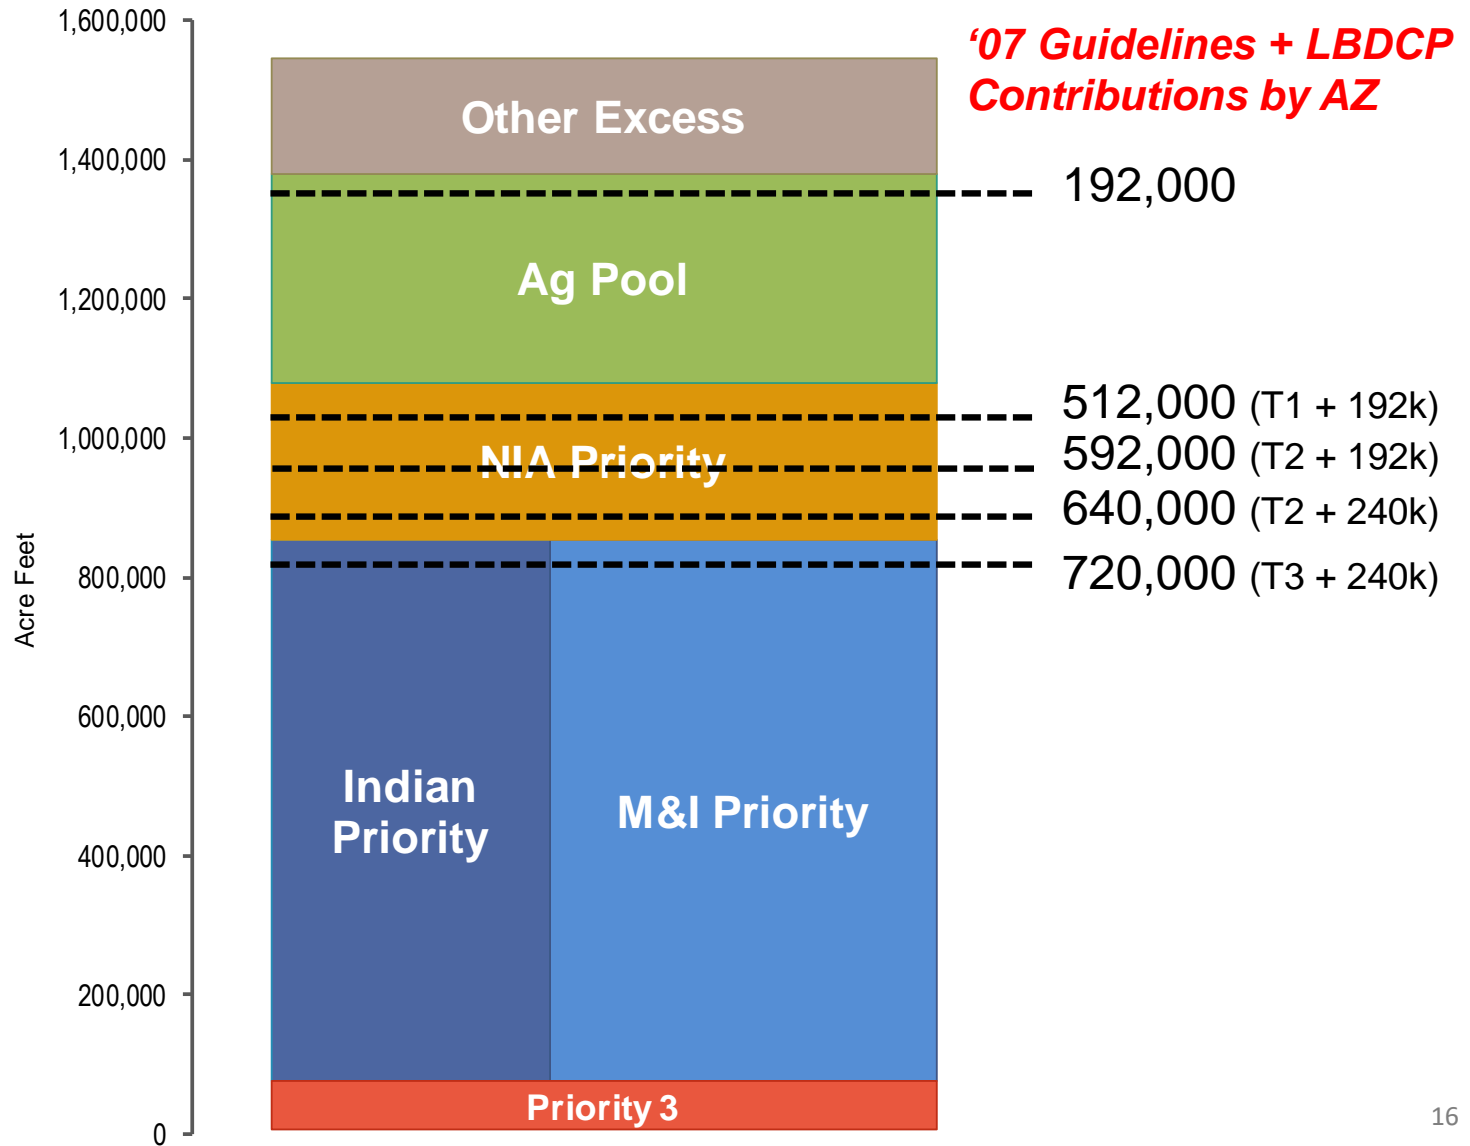 1,600,000
1,400,000
1,200,000
1,000,000
800,000
600,000
400,000
200,000
0
Acre Feet
Other Excess
Ag Pool
NIA Priority
Indian
Priority
M&I Priority
Priority 3
‘07 Guidelines + LBDCP
Contributions by AZ
192,000
512,000 (T1 + 192k)
592,000 (T2 + 192k)
640,000 (T2 + 240k)
720,000 (T3 + 240k)
16